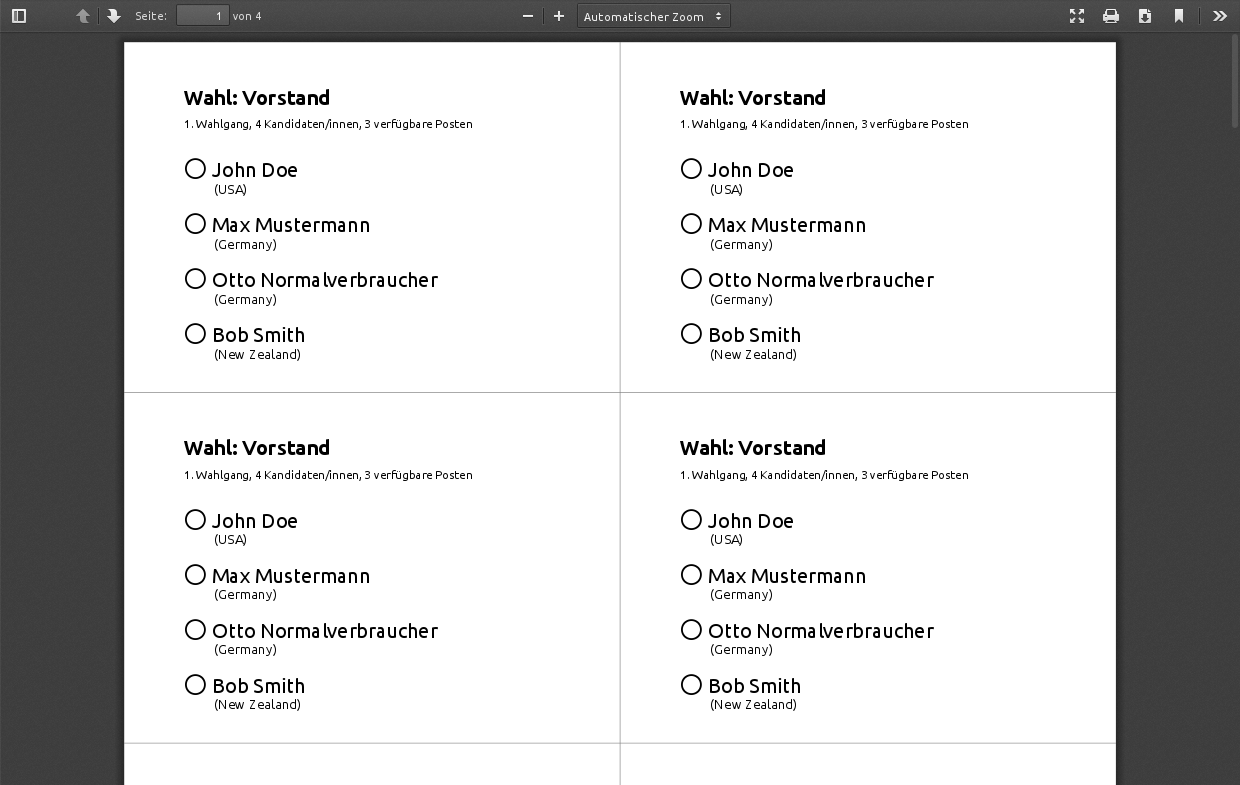 Seite: 1 von 4 Automatischer Zoom
Wahl: Vorstand
1. Wahlgang, 4 Kandidaten/innen, 3 verfügbare Posten
John Doe
(USA)
Max Mustermann
(Germany)
Otto Normalverbraucher
(Germany)
Bob Smith
(New Zealand)
Wahl: Vorstand
1. Wahlgang, 4 Kandidaten/innen, 3 verfügbare Posten
John Doe
(USA)
Max Mustermann
(Germany)
Otto Normalverbraucher
(Germany)
Bob Smith
(New Zealand)
Wahl: Vorstand
1. Wahlgang, 4 Kandidaten/innen, 3 verfügbare Posten
John Doe
(USA)
Max Mustermann
(Germany)
Otto Normalverbraucher
(Germany)
Bob Smith
(New Zealand)
Wahl: Vorstand
1. Wahlgang, 4 Kandidaten/innen, 3 verfügbare Posten
John Doe
(USA)
Max Mustermann
(Germany)
Otto Normalverbraucher
(Germany)
Bob Smith
(New Zealand)